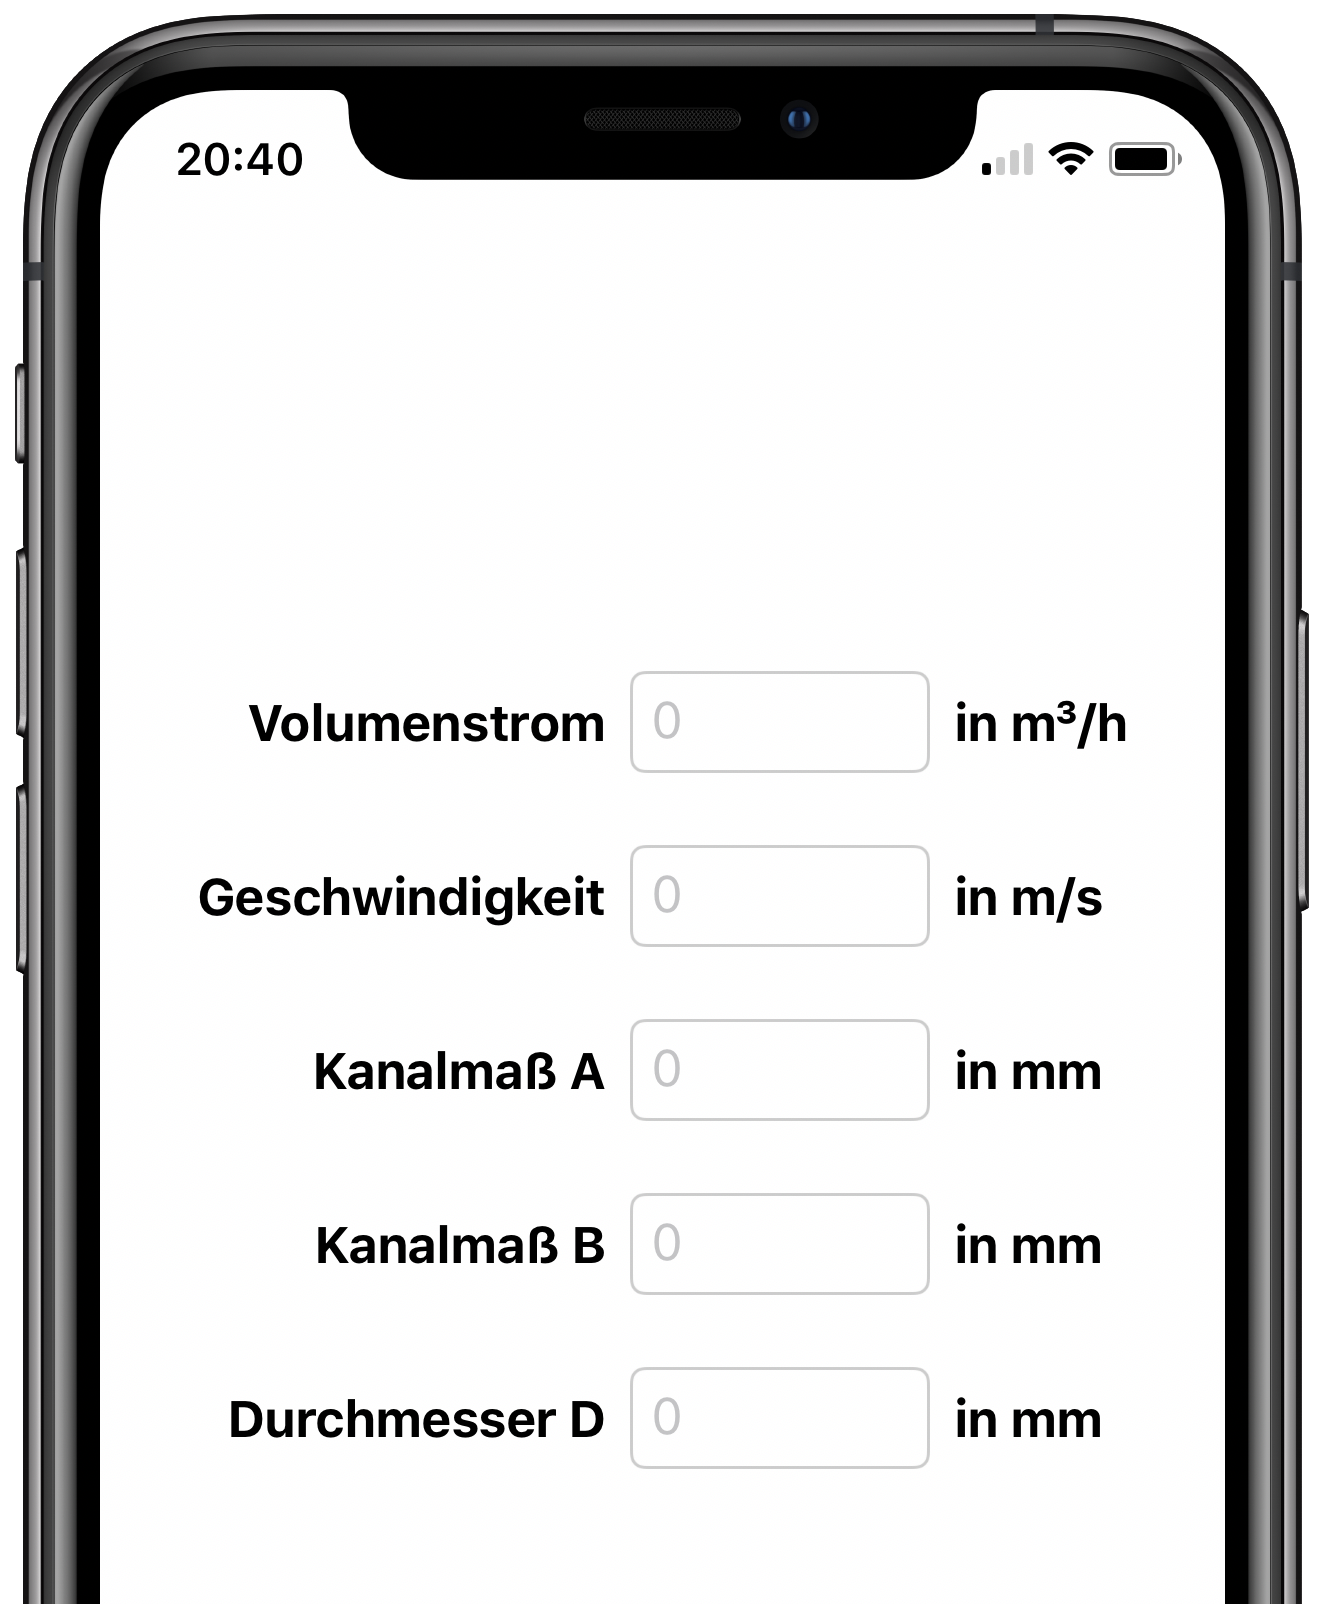 20:40
Volumenstrom 0 in m³/h
Geschwindigkeit 0 in m/s
Kanalmaß A 0 in mm
Kanalmaß B 0 in mm
Durchmesser D 0 in mm